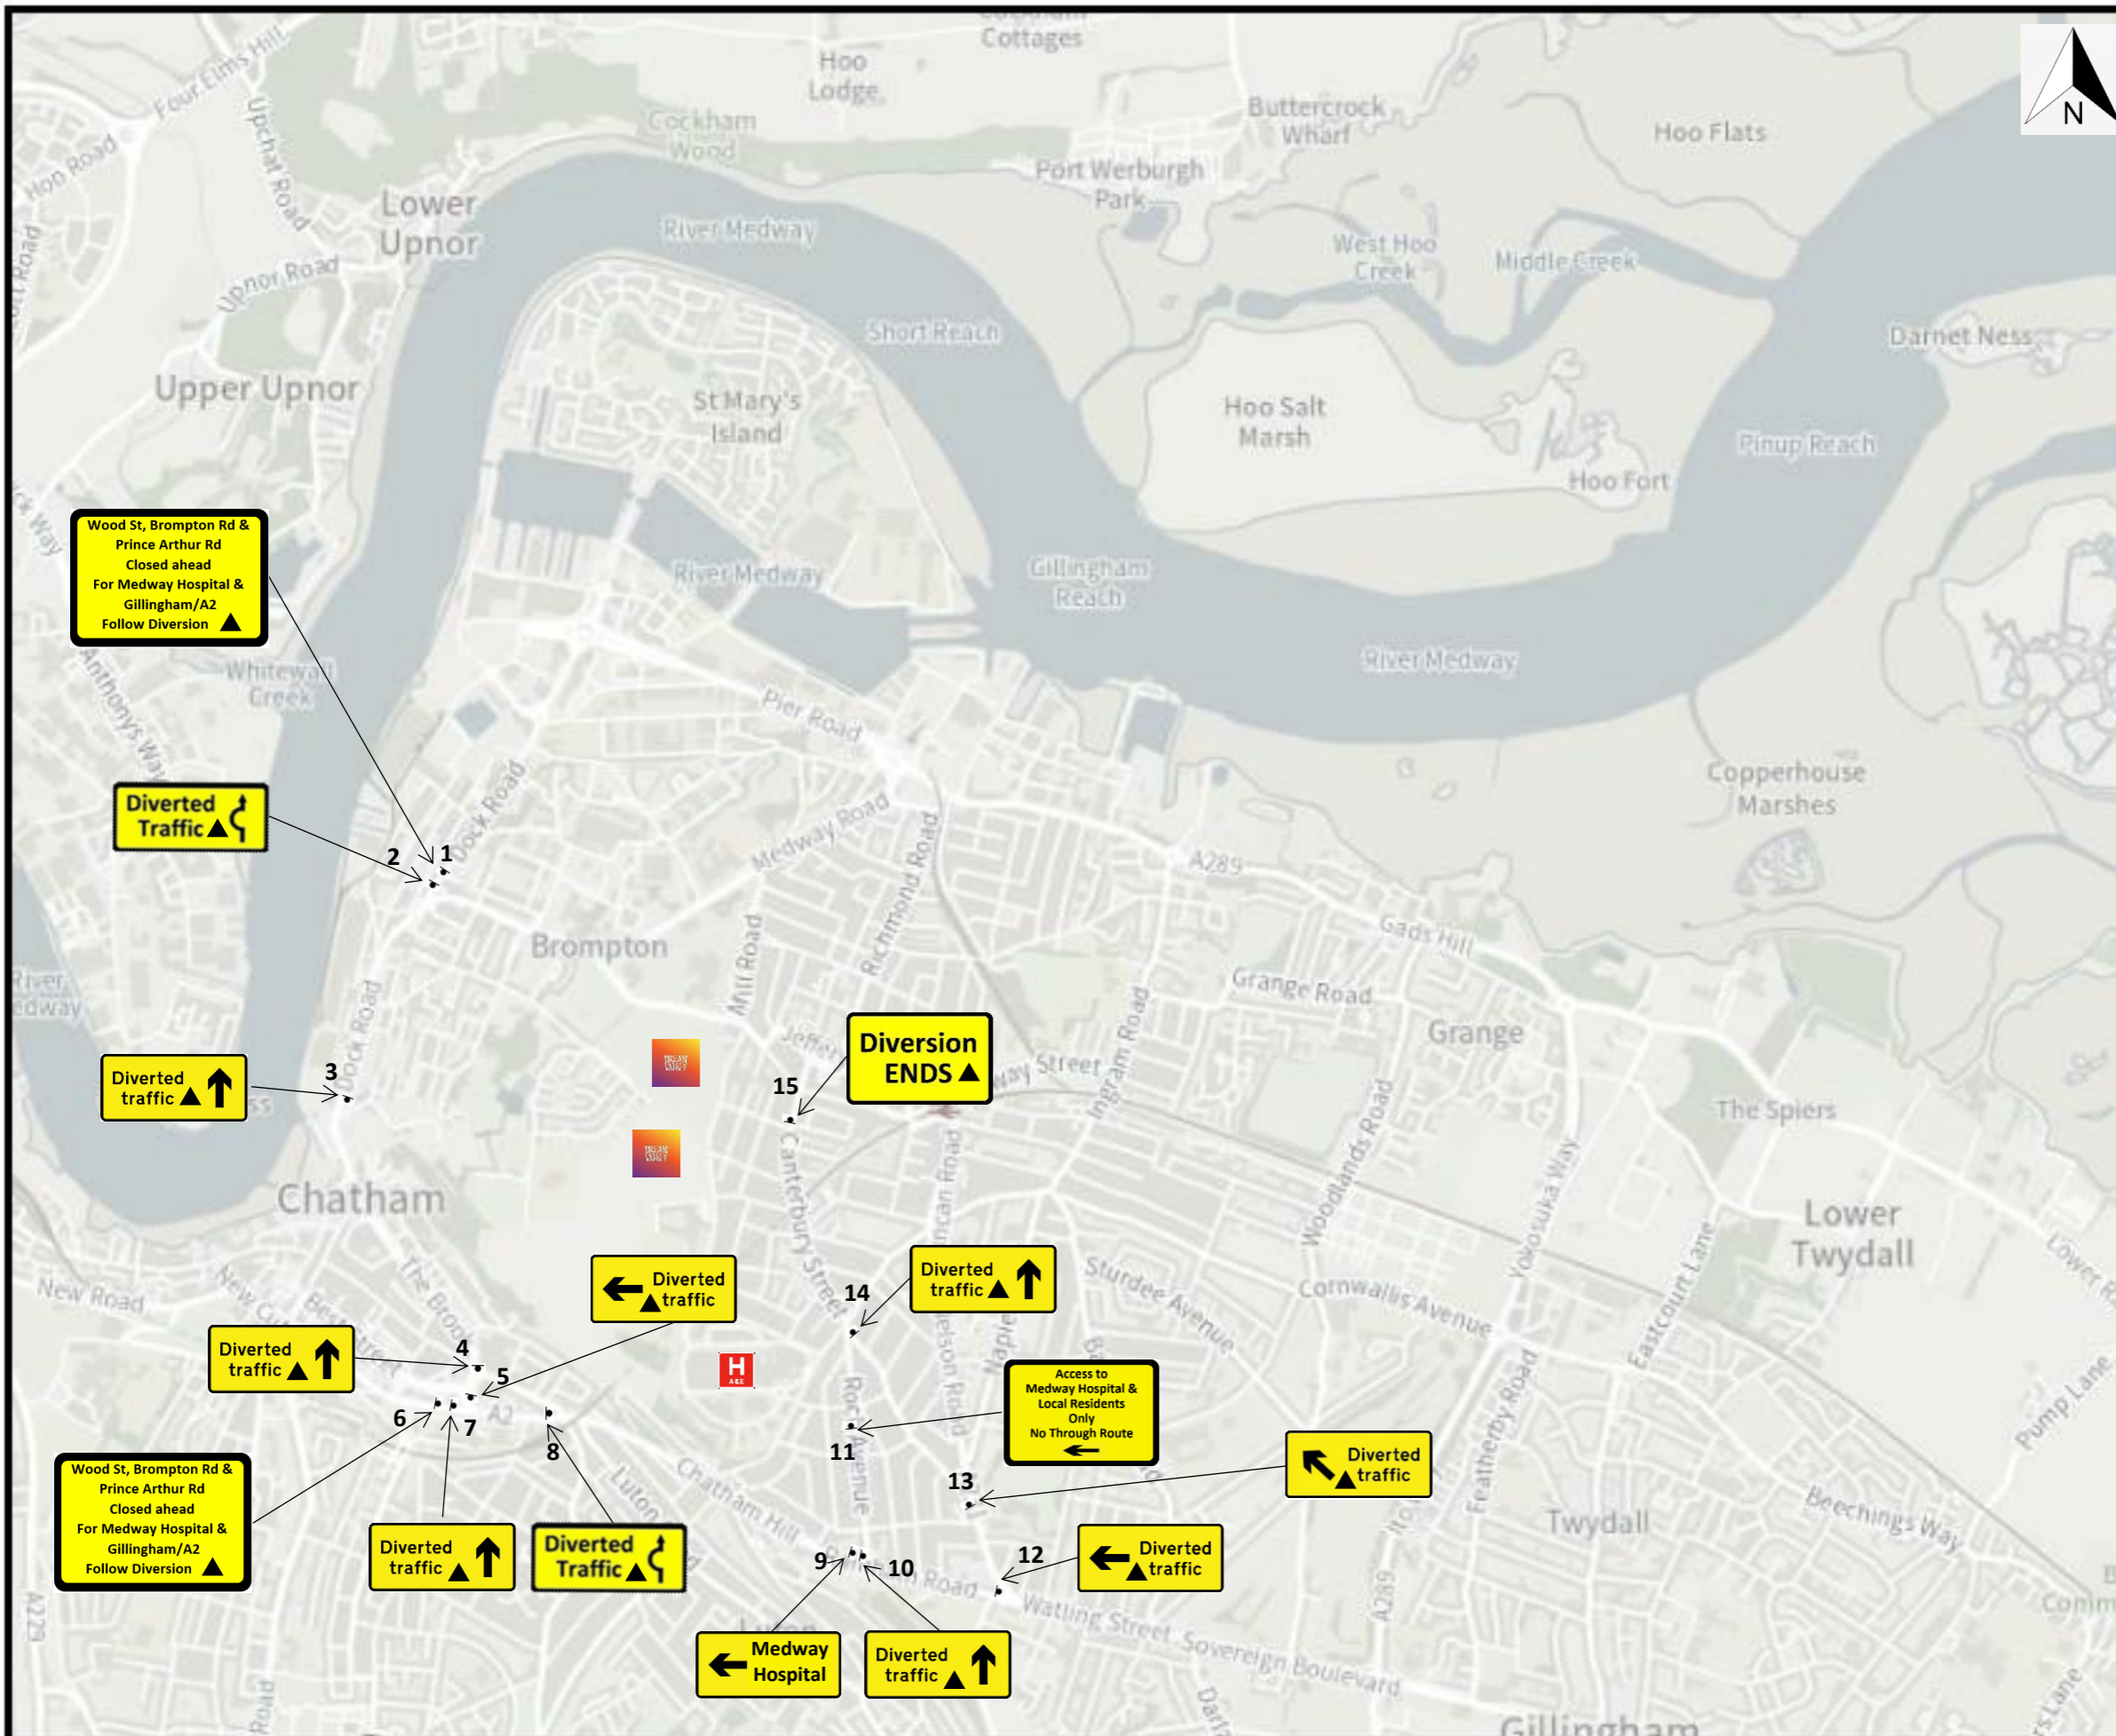 Cottages
Hoo
Lodge
Four Elms Hill
Upchat Road
Hoo Road
Cockham
Wood
Buttercrock
Wharf
Hoo Flats
N
Port Werburgh
Park
Lower
Upnor
River Medway
West Hoo
Creek
Middle Creek
Upnor Road
Short Reach
Darnet Ness
Upper Upnor
St Mary's
Island
Hoo Salt
Marsh
Pinup Reach
Hoo Fort
Wood St, Brompton Rd &
Prince Arthur Rd
Closed ahead
For Medway Hospital &
Gillingham/A2
Follow Diversion
River Medway
Gillingham
Reach
River Medway
Whitewall
Creek
Anthonys Way
Pier Road
Copperhouse
Marshes
Diverted
Traffic
2
1
Dock Road
Medway Road
Richmond Road
A289
Gads Hill
Brompton
Mill Road
Grange Road
Grange
River
Dock Road
Ingram Road
Diversion
ENDS
Street
Diverted
traffic
3
15
The Spiers
Woodlands Road
Yokosuka Way
Canterbury Street
Chatham
Lower
Twydall
Eastcourt Lane
New Road
The Brook
Diverted
traffic
14
Diverted
traffic
Sturdee Avenue
Cornwallis Avenue
Diverted
traffic
4
5
H
A&E
Access to
Medway Hospital &
Local Residents
Only
No Through Route
6
7
A2
8
11
Avenue
Pump Lane
Featherby Road
Wood St, Brompton Rd &
Prince Arthur Rd
Closed ahead
For Medway Hospital &
Gillingham/A2
Follow Diversion
Luton
Chatham Hill
13
Diverted
traffic
Twydall
Beechings Way
Diverted
traffic
Diverted
Traffic
9
10
Road
12
Diverted
traffic
A229
Watling Street
Sovereign Boulevard
A289
Luton
Medway
Hospital
Diverted
traffic
Road
Gillingham